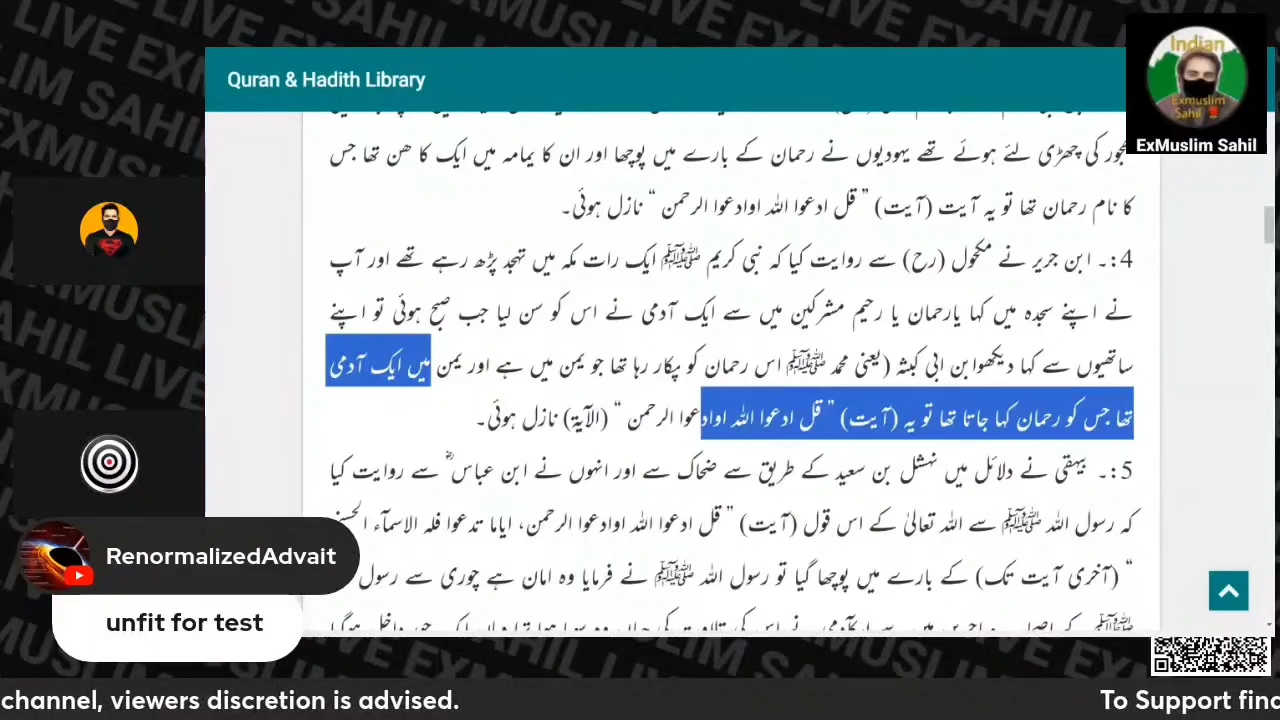 Quran & Hadith Library
Indian
Exmuslim
Sahil
ExMuslim Sahil
کی چھڑی لئے ہوئے تھے یہودیوں نے رحمان کے بارے میں پوچھا اور ان کا یمامہ میں ایک کا ھن تھا جس
کا نام رحمان تھا تو یہ آیت (آیت) ” قل ادعوا اللہ اوادعوا الرحمن “ نازل ہوئی۔
4:۔ ابن جریر نے مکحول (رح) سے روایت کیا کہ نبی کریم ﷺ ایک رات مکہ میں تہجد پڑھ رہے تھے اور آپ
نے اپنے سجدہ میں کہا یارحمان یا رحیم مشرکین میں سے ایک آدمی نے اس کو سن لیا جب صبح ہوئی تو اپنے
ساتھیوں سے کہا دیکھوابن ابی کبشہ (یعنی محمد ﷺ اس رحمان کو پکار رہا تھا جو یمن میں ہے اور یمن میں ایک آدمی
تھا جس کو رحمان کہا جاتا تھا تو یہ (آیت) ” قل ادعوا اللہ اوادعوا الرحمن “ (الآیۃ) نازل ہوئی۔
5:۔ بیہقی نے دلائل میں نہشل بن سعید کے طریق سے ضحاک سے اور انہوں نے ابن عباس ؓ سے روایت کیا
کہ رسول اللہ ﷺ سے اللہ تعالیٰ کے اس قول (آیت) ” قل ادعوا اللہ اوادعوا الرحمن، ایاما تدعوا فلہ الاسمآء
“ (آخری آیت تک) کے بارے میں پوچھا گیا تو رسول اللہ ﷺ نے فرمایا وہ امان ہے چوری سے رسول
RenormalizedAdvait
unfit for test
channel, viewers discretion is advised.
To Support